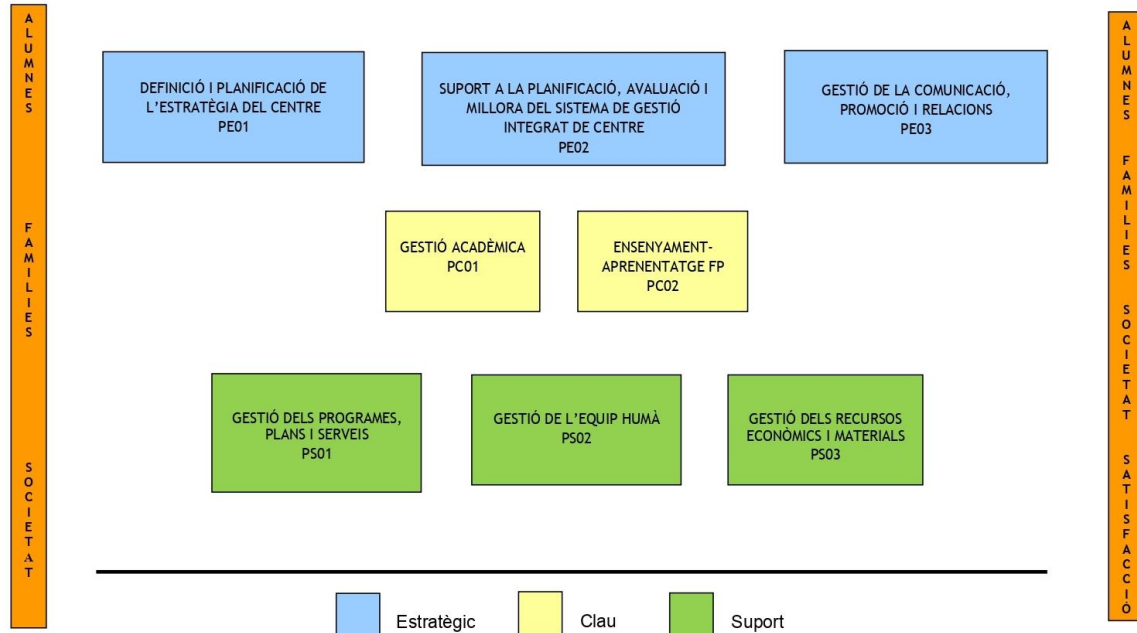 ALUMNES
FAMILIES
SOCIETAT
DEFINICIÓ I PLANIFICACIÓ DE
L'ESTRATÈGIA DEL CENTRE
PE01
SUPORT A LA PLANIFICACIÓ, AVALUACIÓ I
MILLORA DEL SISTEMA DE GESTIÓ
INTEGRAT DE CENTRE
PE02
GESTIÓ DE LA COMUNICACIÓ,
PROMOCIÓ I RELACIONS
PE03
GESTIÓ ACADÈMICA
PC01
ENSENYAMENT-
APRENENTATGE FP
PC02
GESTIÓ DELS PROGRAMES,
PLANS I SERVEIS
PS01
GESTIÓ DE L'EQUIP HUMÀ
PS02
GESTIÓ DELS RECURSOS
ECONÒMICS I MATERIALS
PS03
ALUMNES
FAMILIES
SOCIETAT
SATISFACCIÓ
Estratègic
Clau
Suport